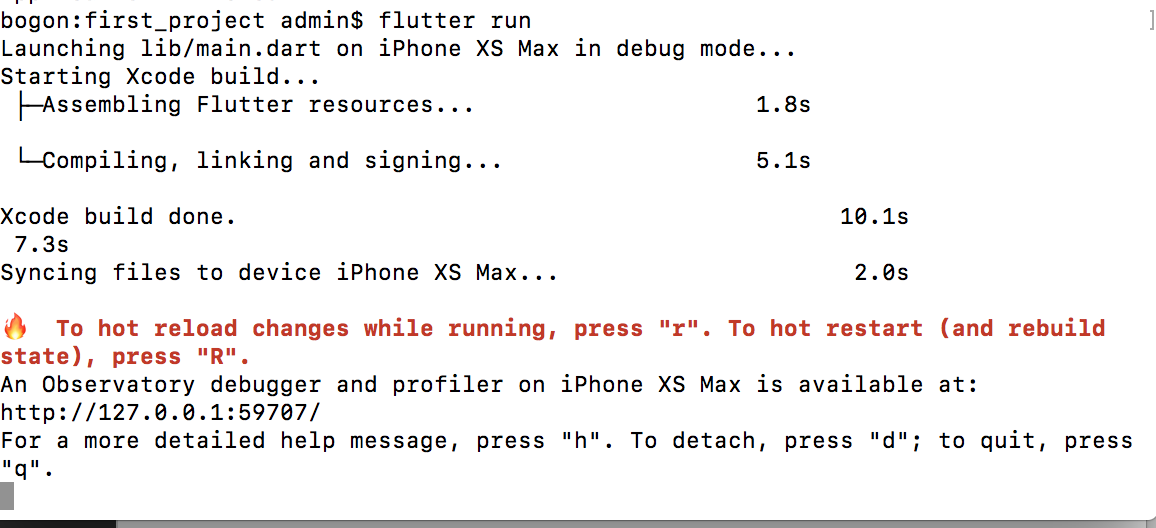 bogon:first_project admin$ flutter run
Launching lib/main.dart on iPhone XS Max in debug mode...
Starting Xcode build...
├─Assembling Flutter resources... 1.8s
└─Compiling, linking and signing... 5.1s
Xcode build done. 10.1s
7.3s
Syncing files to device iPhone XS Max... 2.0s
🔥 To hot reload changes while running, press "r". To hot restart (and rebuild
state), press "R".
An Observatory debugger and profiler on iPhone XS Max is available at:
http://127.0.0.1:59707/
For a more detailed help message, press "h". To detach, press "d"; to quit, press
"q".